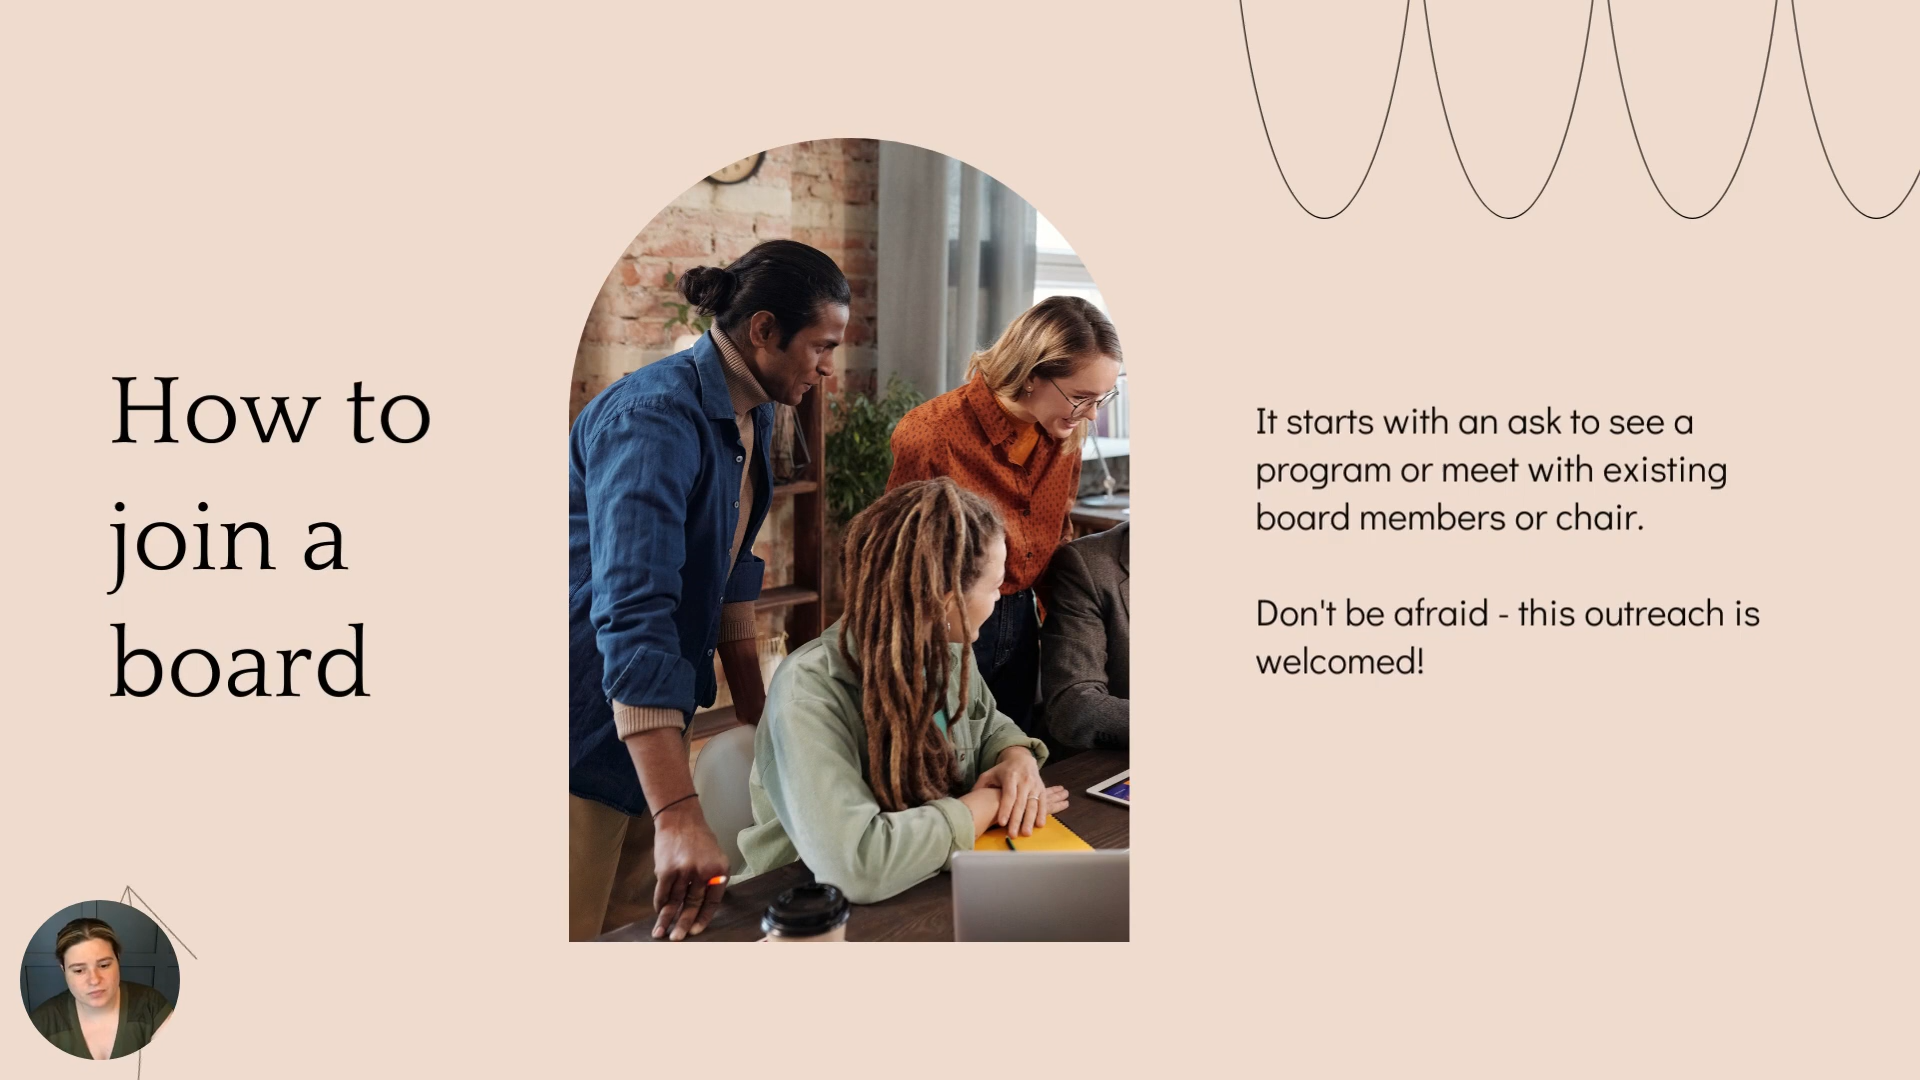 How to
join a
board
It starts with an ask to see a
program or meet with existing
board members or chair.
Don't be afraid - this outreach is
welcomed!